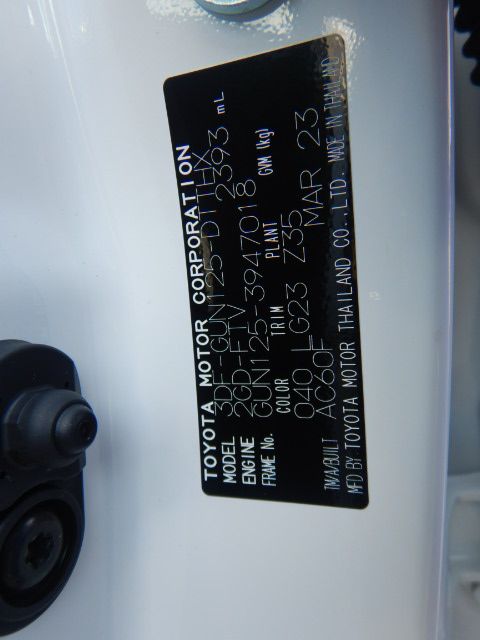 TOYOTA MOTOR CORPORATION
MODEL 3DF-GUN125-DTTHX
ENGINE 2GD-FTV 2393 mL
FRAME No. GUN125-3947018
COLOR TRIM PLANT GVM (kg)
040 G23 Z35
TM/A/BUILT AC60F MAR 23
MFD BY TOYOTA MOTOR THAILAND CO.,LTD. MADE IN THAILAND